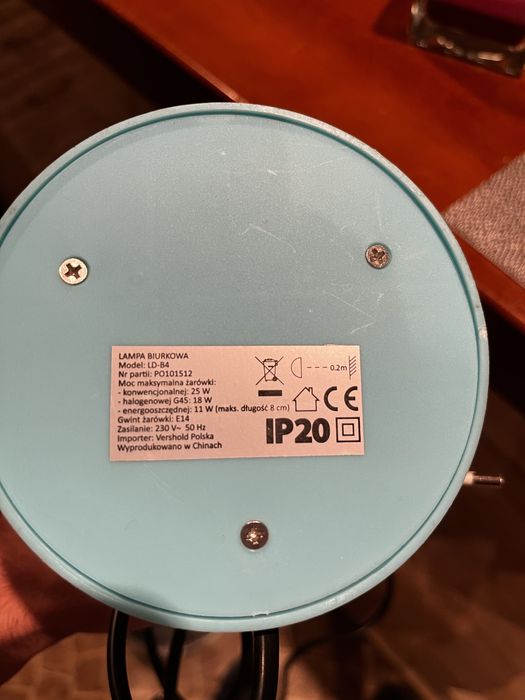 LAMPA BIURKOWA
Model: LD-B4
Nr partii: PO101512
Moc maksymalna żarówki:
- konwencjonalnej: 25 W
- halogenowej G45: 18 W
- energooszczędnej: 11 W (maks. długość 8 cm)
Gwint żarówki: E14
Zasilanie: 230 V~ 50 Hz
Importer: Vershold Polska
Wyprodukowano w Chinach
0.2m
CE
IP20